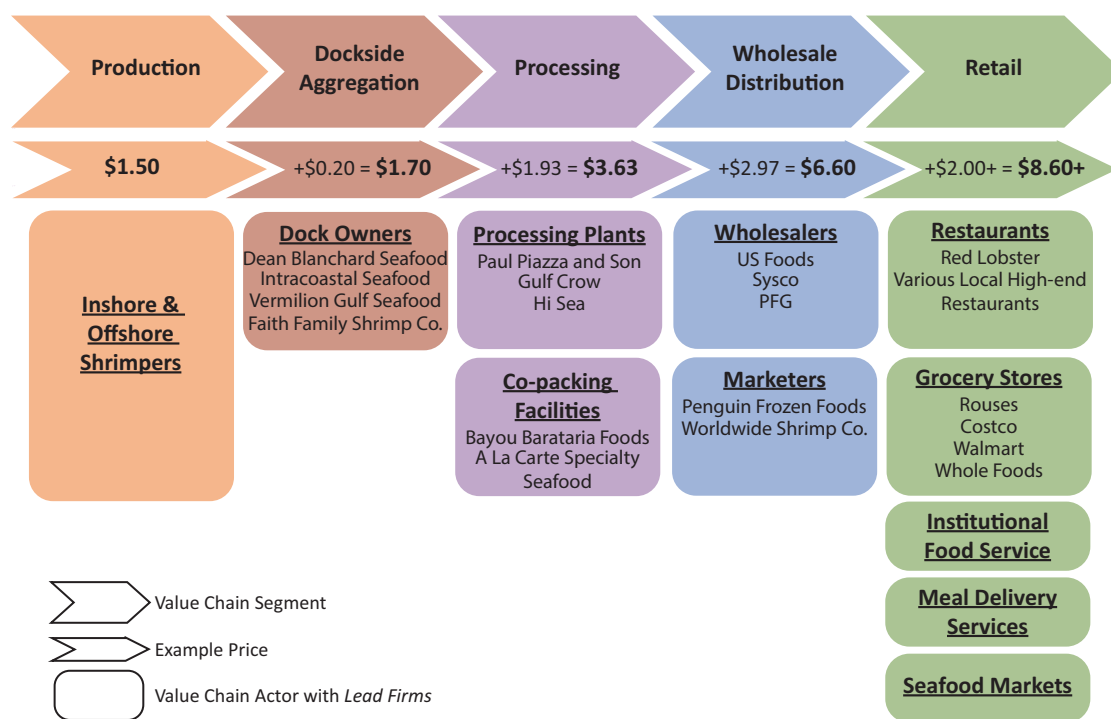 Production
Dockside
Aggregation
Processing
Wholesale
Distribution
Retail
$1.50
+$0.20 = $1.70
+$1.93 = $3.63
+$2.97 = $6.60
+$2.00+ = $8.60+
Inshore &
Offshore
Shrimpers
Dock Owners
Dean Blanchard Seafood
Intracoastal Seafood
Vermilion Gulf Seafood
Faith Family Shrimp Co.
Processing Plants
Paul Piazza and Son
Gulf Crow
Hi Sea
Co-packing
Facilities
Bayou Barataria Foods
A La Carte Specialty
Seafood
Wholesalers
US Foods
Sysco
PFG
Marketers
Penguin Frozen Foods
Worldwide Shrimp Co.
Restaurants
Red Lobster
Various Local High-end
Restaurants
Grocery Stores
Rouses
Costco
Walmart
Whole Foods
Institutional
Food Service
Meal Delivery
Services
Seafood Markets
Value Chain Segment
Example Price
Value Chain Actor with Lead Firms